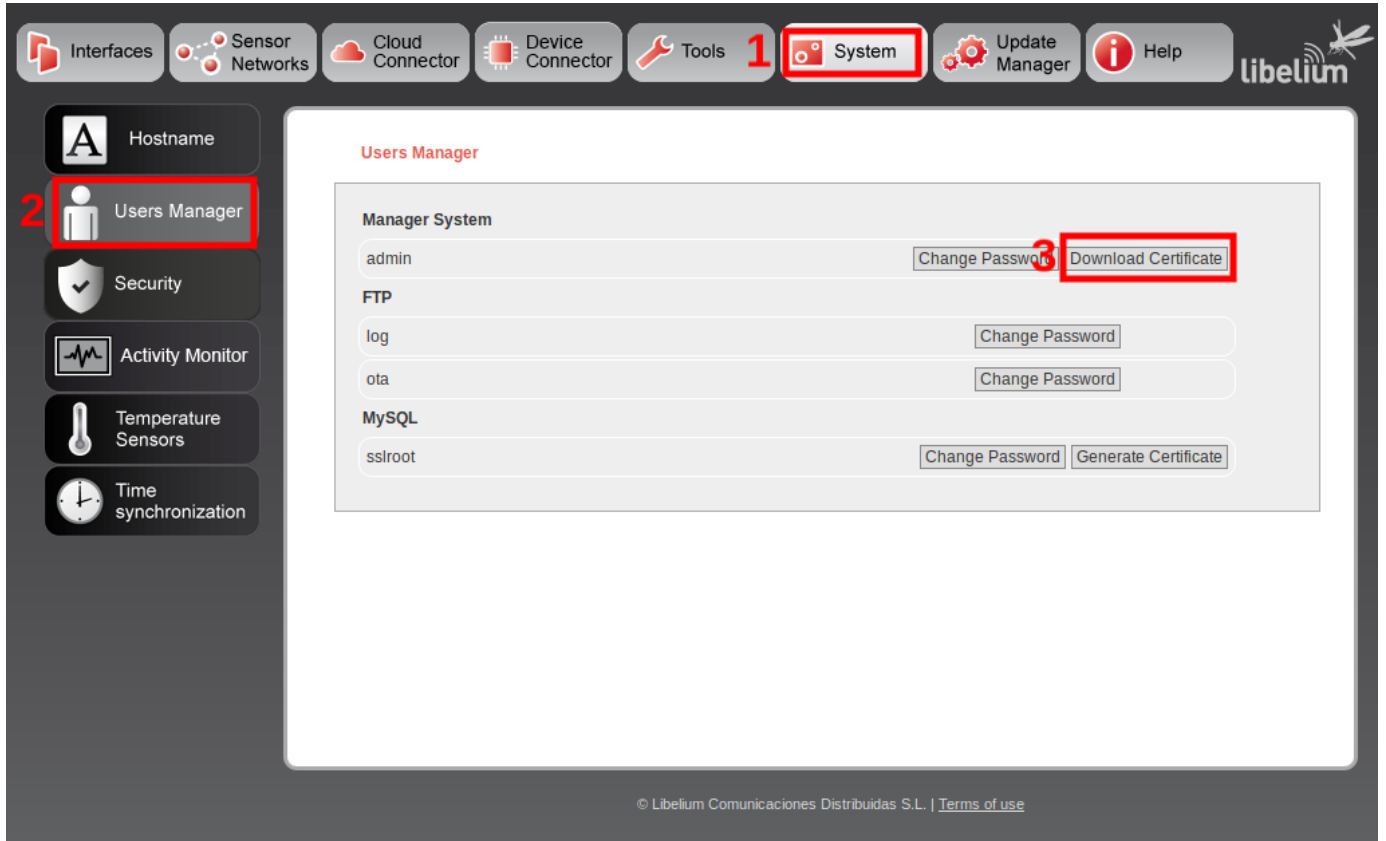 Interfaces
Sensor
Networks
Cloud
Connector
Device
Connector
Tools
1
System
Update
Manager
Help
libelium
A
Hostname
2
Users Manager
Security
Activity Monitor
Temperature
Sensors
Time
synchronization
Users Manager
Manager System
admin
Change Password
3
Download Certificate
FTP
log
Change Password
ota
Change Password
MySQL
sslroot
Change Password
Generate Certificate
© Libelium Comunicaciones Distribuidas S.L. | Terms of use